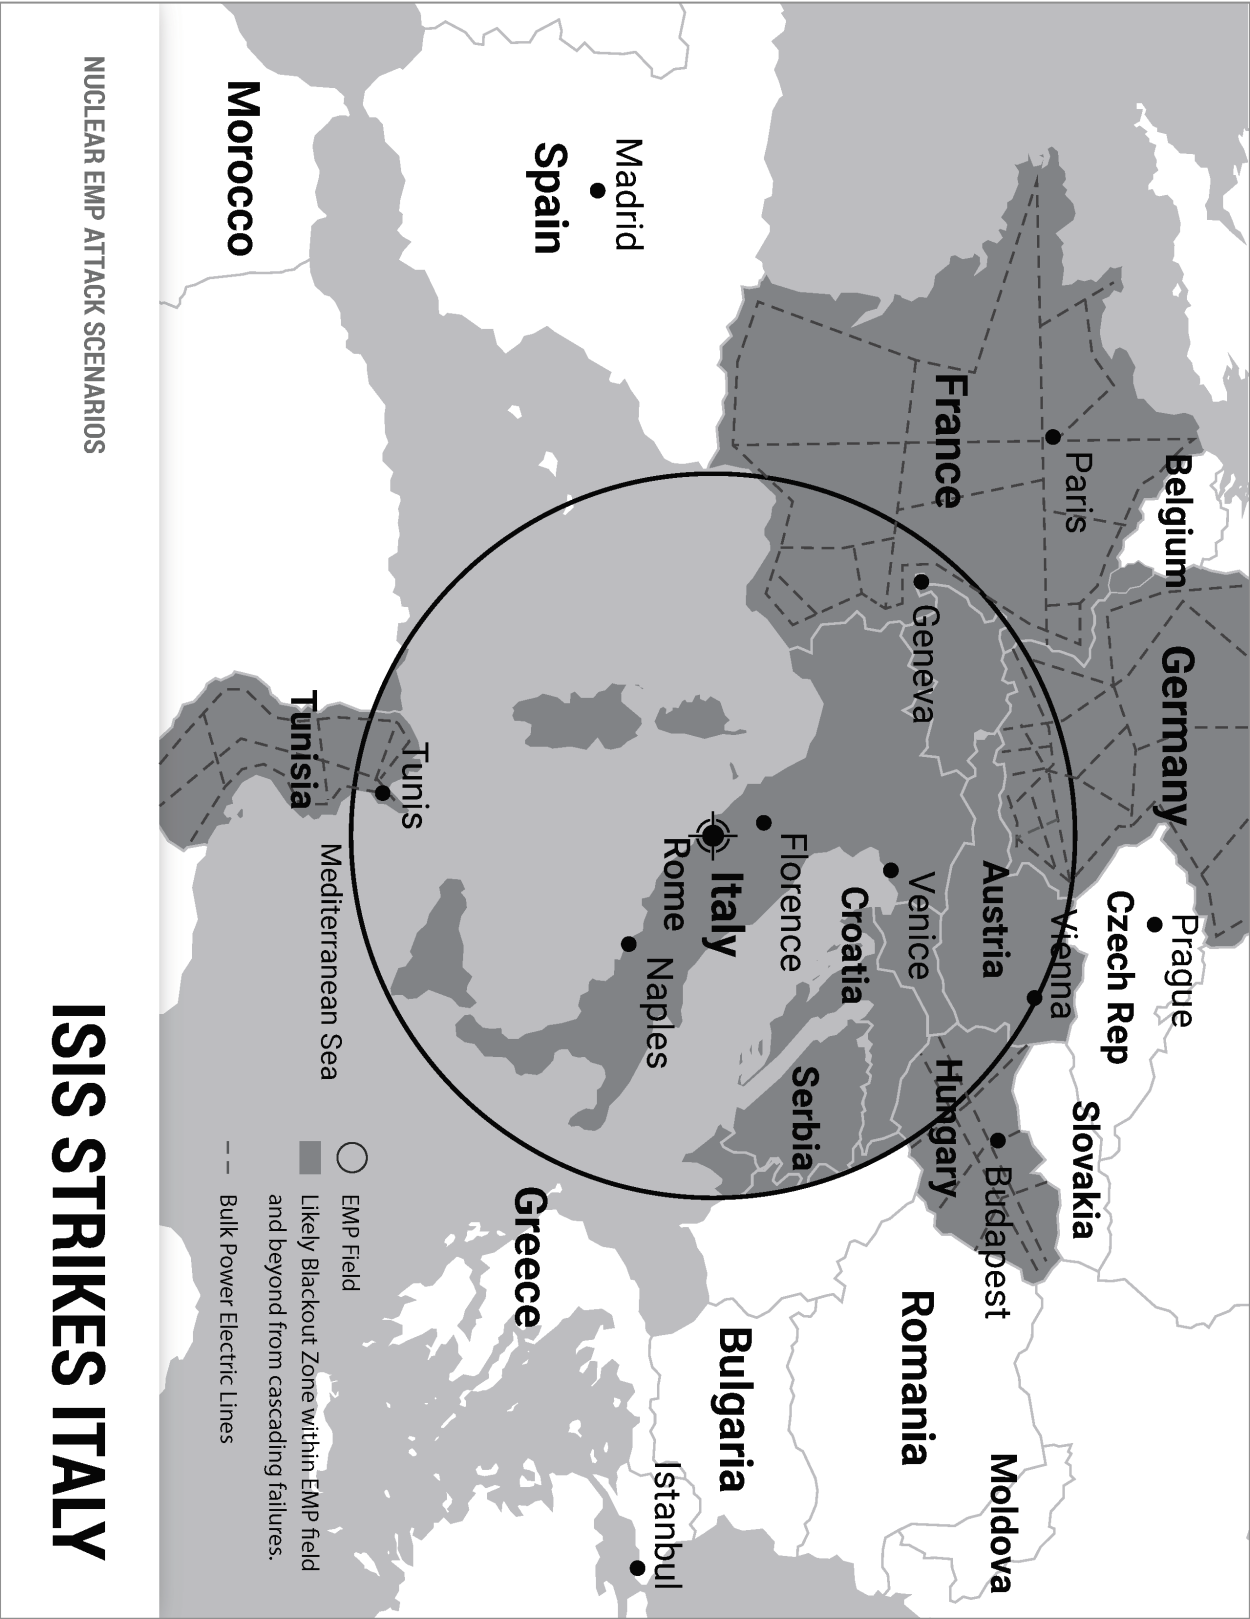 NUCLEAR EMP ATTACK SCENARIOS
ISIS STRIKES ITALY
Belgium
Germany
Prague
Czech Rep
Paris
France
Vienna
Austria
Slovakia
Budapest
Hungary
Moldova
Geneva
Venice
Croatia
Romania
Florence
Serbia
Italy
Rome
Bulgaria
Madrid
Spain
Naples
Istanbul
Greece
Tunis
Tunisia
Morocco
Mediterranean Sea
EMP Field
Likely Blackout Zone within EMP field
and beyond from cascading failures.
Bulk Power Electric Lines